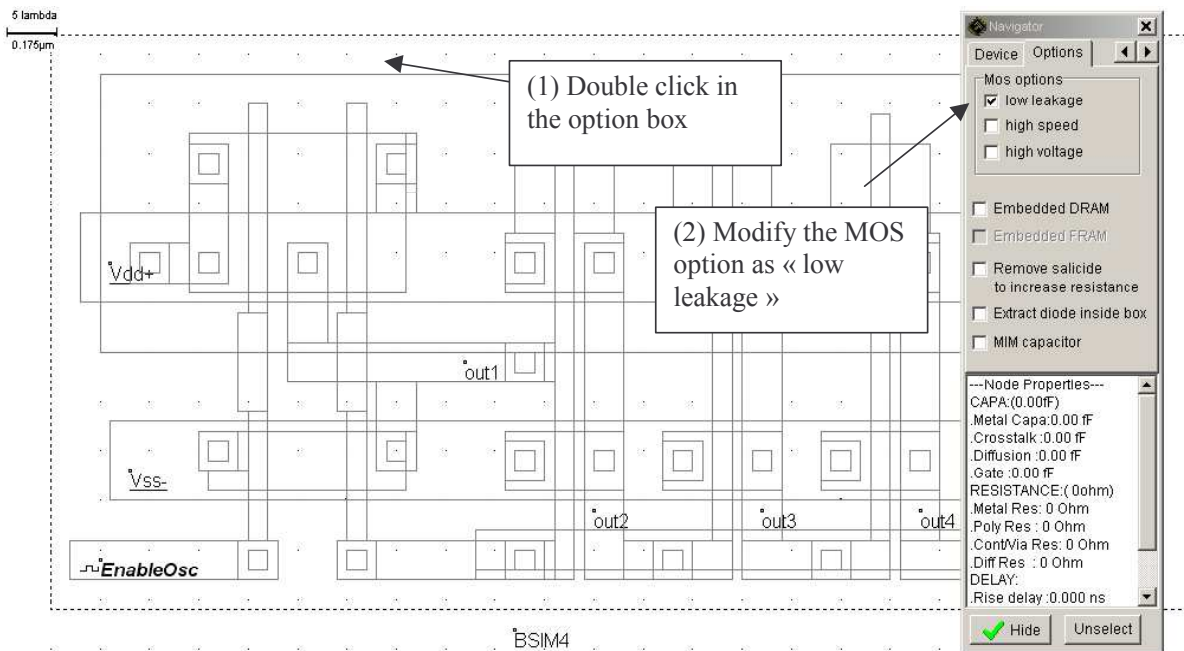 5 lambda
0.175µm
(1) Double click in
the option box
(2) Modify the MOS
option as « low
leakage »
Vdd+
out1
Vss-
out2
out3
out4
EnableOsc
BSIM4
Navigator
Device
Options
Mos options
low leakage
high speed
high voltage
Embedded DRAM
Embedded FRAM
Remove salicide
to increase resistance
Extract diode inside box
MIM capacitor
---Node Properties---
CAPA:(0.00fF)
.Metal Capa:0.00 fF
.Crosstalk :0.00 fF
.Diffusion :0.00 fF
.Gate :0.00 fF
RESISTANCE:( 0ohm)
.Metal Res: 0 Ohm
.Poly Res : 0 Ohm
.Cont/Via Res: 0 Ohm
.Diff Res : 0 Ohm
DELAY:
.Rise delay :0.000 ns
Hide
Unselect